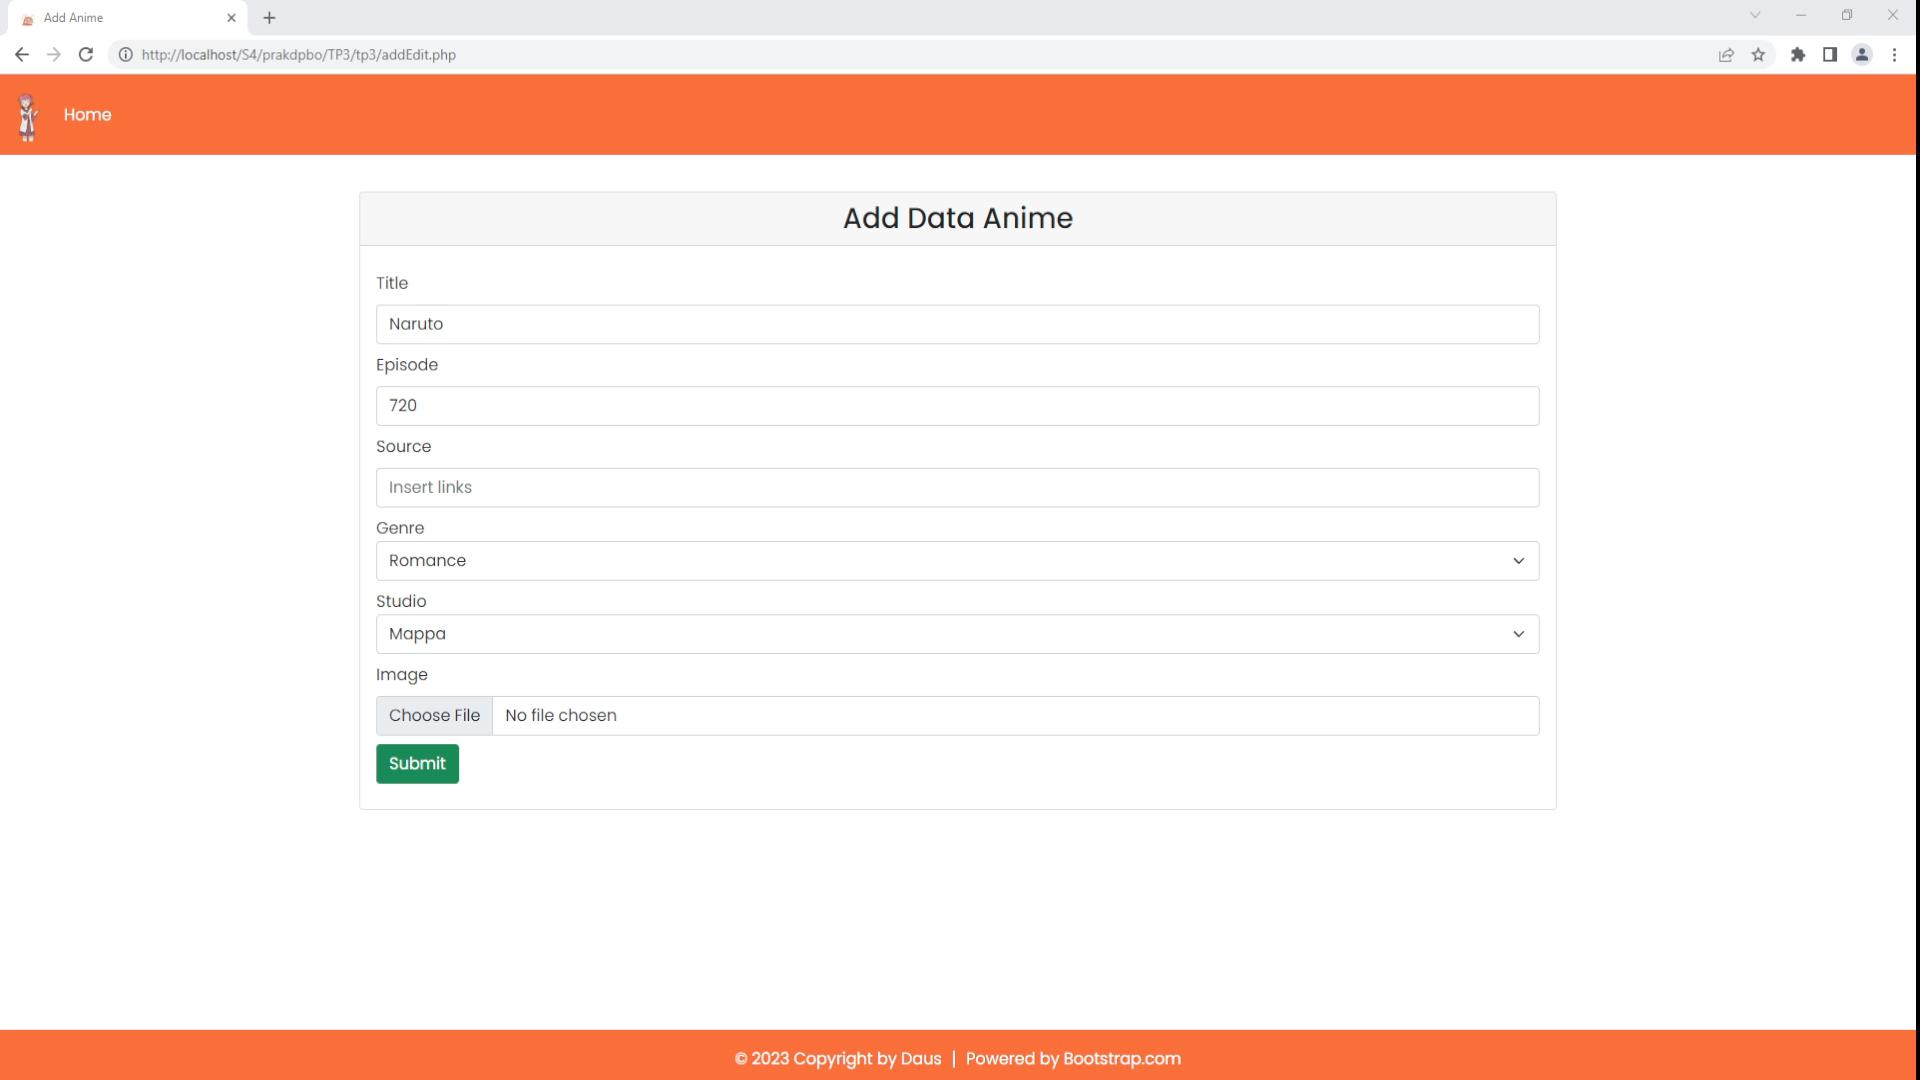 Add Anime
http://localhost/S4/prakdpbo/TP3/tp3/addEdit.php
Home
Add Data Anime
Title
Naruto
Episode
720
Source
Insert links
Genre
Romance
Studio
Mappa
Image
Choose File No file chosen
Submit
© 2023 Copyright by Daus | Powered by Bootstrap.com